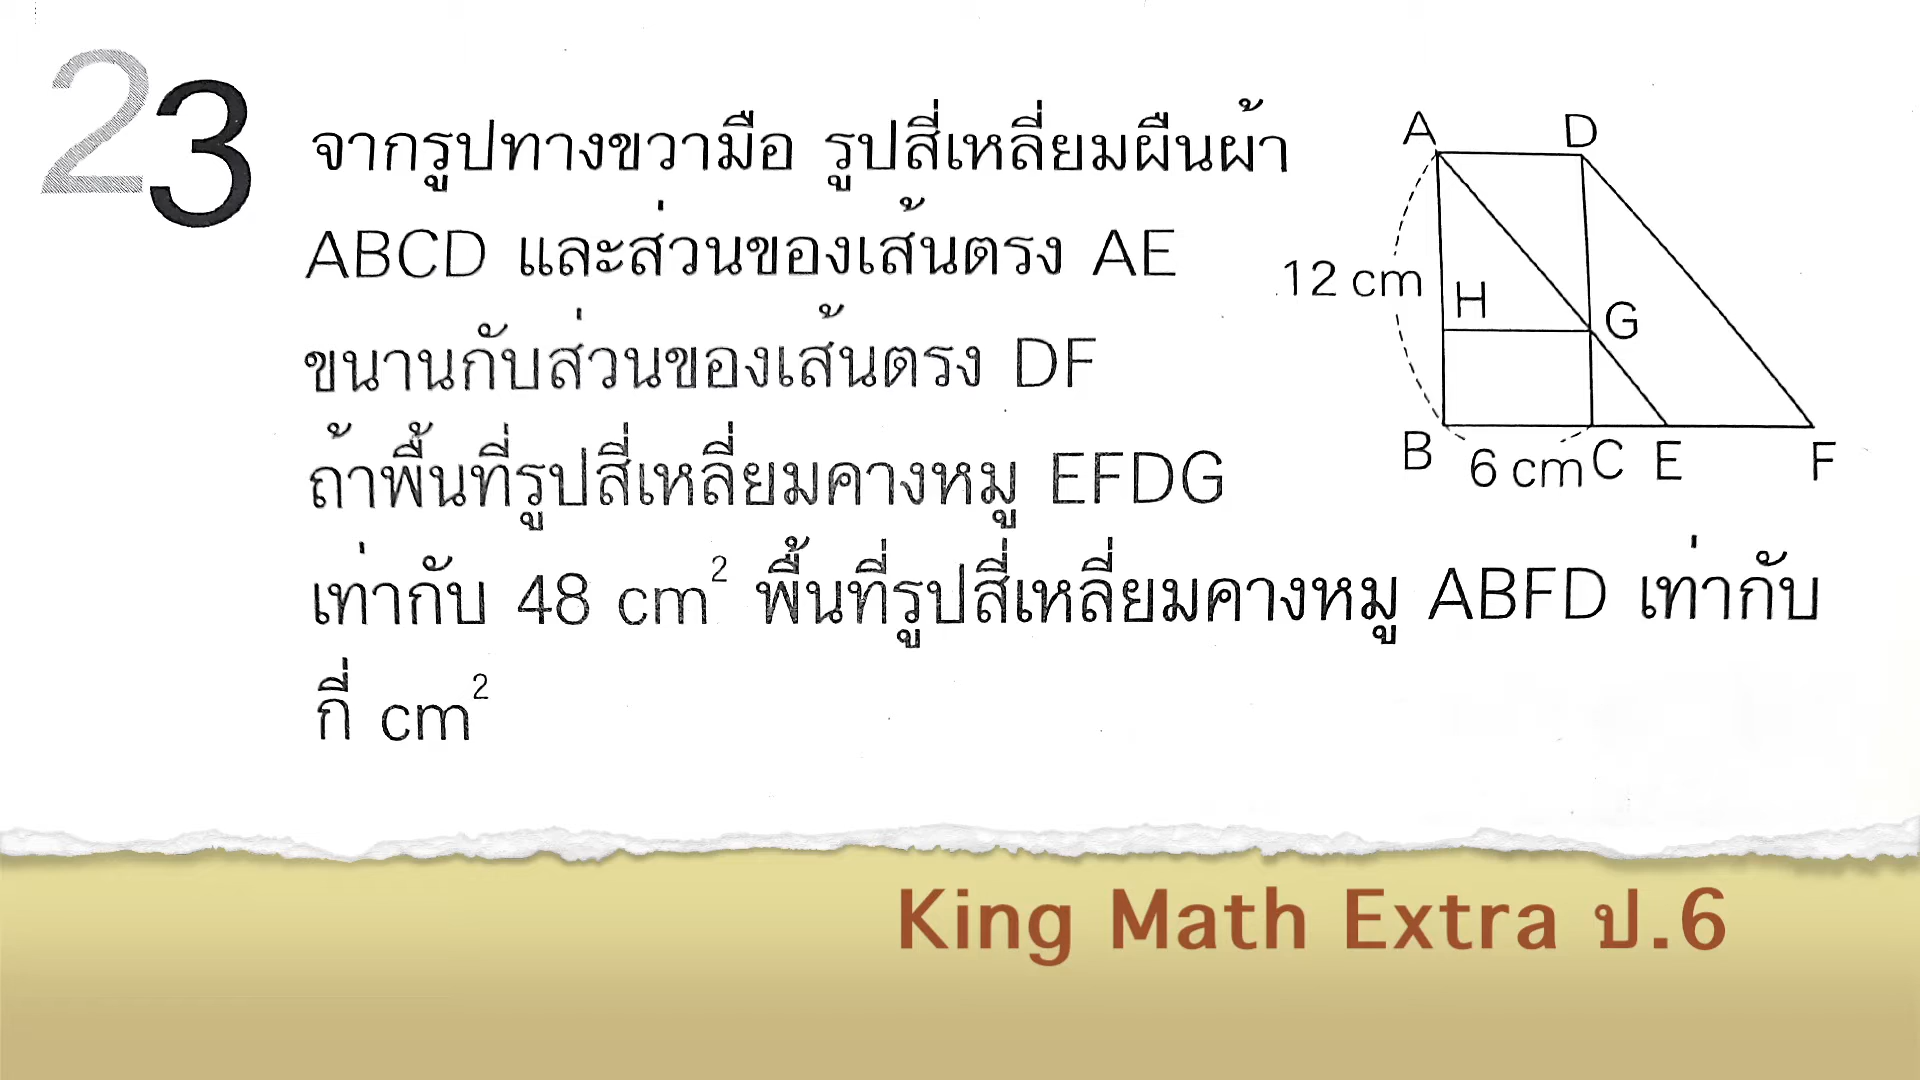 23
จากรูปทางขวามือ รูปสี่เหลี่ยมผืนผ้า
ABCD และส่วนของเส้นตรง AE
ขนานกับส่วนของเส้นตรง DF
ถ้าพื้นที่รูปสี่เหลี่ยมคางหมู EFDG
เท่ากับ 48 cm² พื้นที่รูปสี่เหลี่ยมคางหมู ABFD เท่ากับ
กี่ cm²
A D
12 cm H G
B 6 cm C E F
King Math Extra ป.6